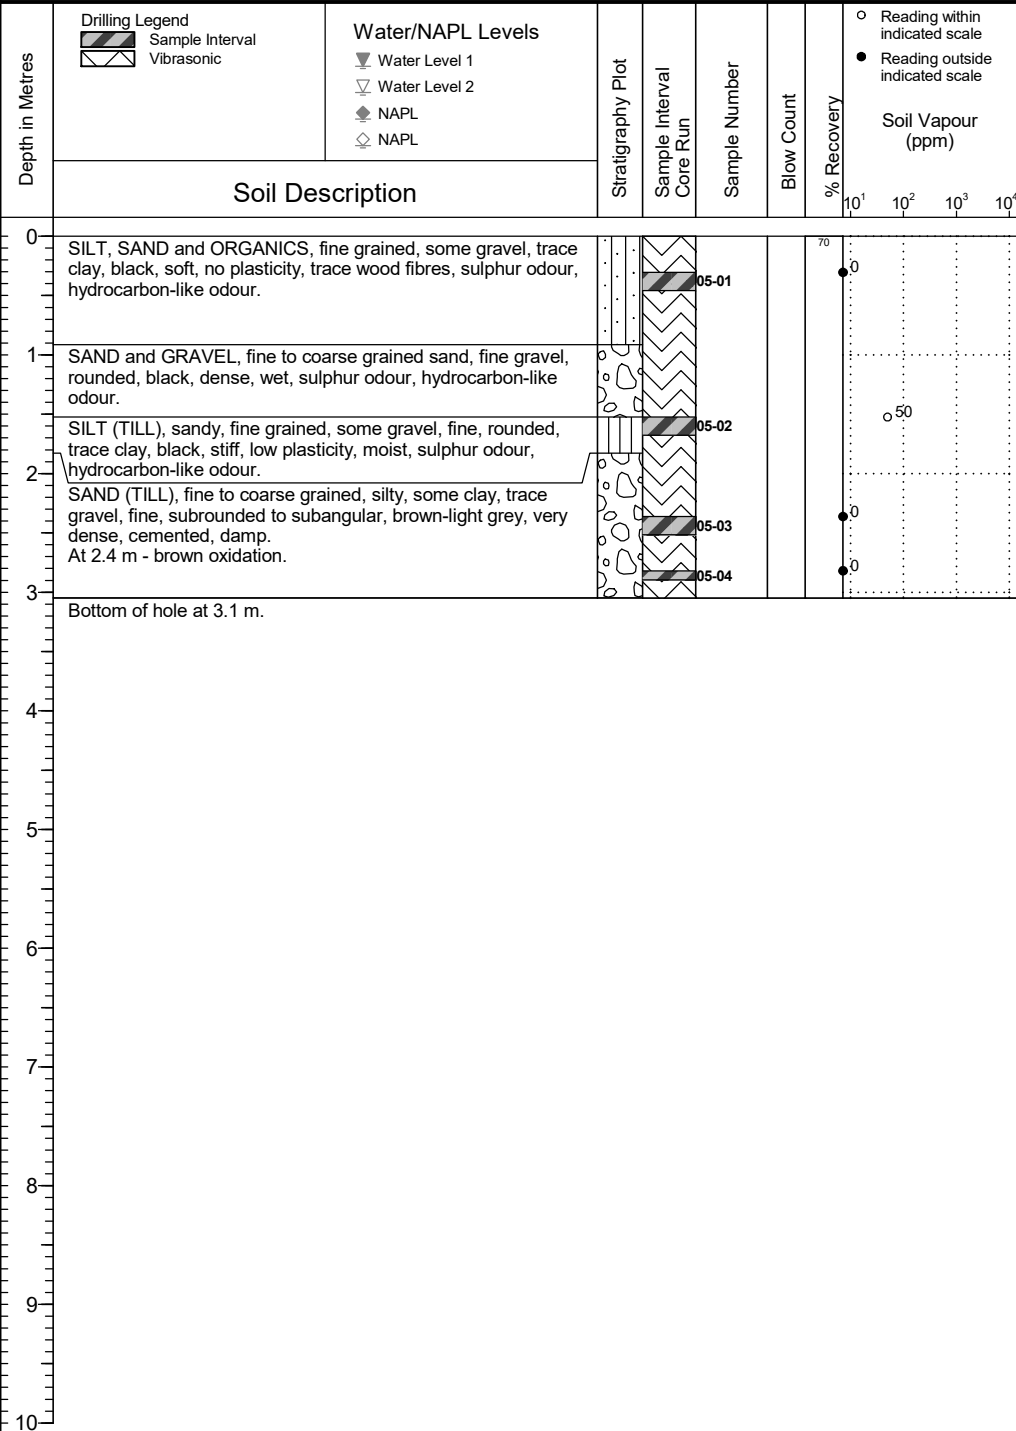 Depth in Metres
Drilling Legend
Sample Interval
Vibrasonic
Water/NAPL Levels
Water Level 1
Water Level 2
NAPL
NAPL
Soil Description
Stratigraphy Plot
Sample Interval
Core Run
Sample Number
Blow Count
% Recovery
Reading within
indicated scale
Reading outside
indicated scale
Soil Vapour
(ppm)
10¹ 10² 10³ 10⁴
0
SILT, SAND and ORGANICS, fine grained, some gravel, trace
clay, black, soft, no plasticity, trace wood fibres, sulphur odour,
hydrocarbon-like odour.
70
0
05-01
1
SAND and GRAVEL, fine to coarse grained sand, fine gravel,
rounded, black, dense, wet, sulphur odour, hydrocarbon-like
odour.
50
SILT (TILL), sandy, fine grained, some gravel, fine, rounded,
trace clay, black, stiff, low plasticity, moist, sulphur odour,
hydrocarbon-like odour.
05-02
2
SAND (TILL), fine to coarse grained, silty, some clay, trace
gravel, fine, subrounded to subangular, brown-light grey, very
dense, cemented, damp.
At 2.4 m - brown oxidation.
0
05-03
0
05-04
3
Bottom of hole at 3.1 m.
4
5
6
7
8
9
10